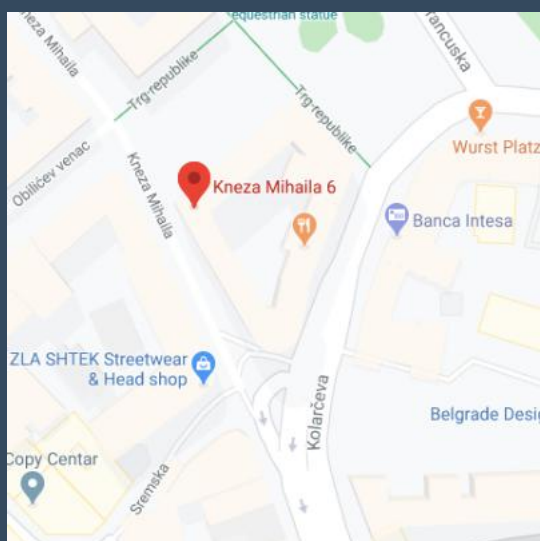 equestrian statue
Kneza Mihaila
Francuska
Trg republike
Trg republike
Obilićev venac
Kneza Mihaila
Wurst Platz
Kneza Mihaila 6
Banca Intesa
ZLA SHTEK Streetwear
& Head shop
Kolarčeva
Belgrade Desi
Copy Centar
Sremska